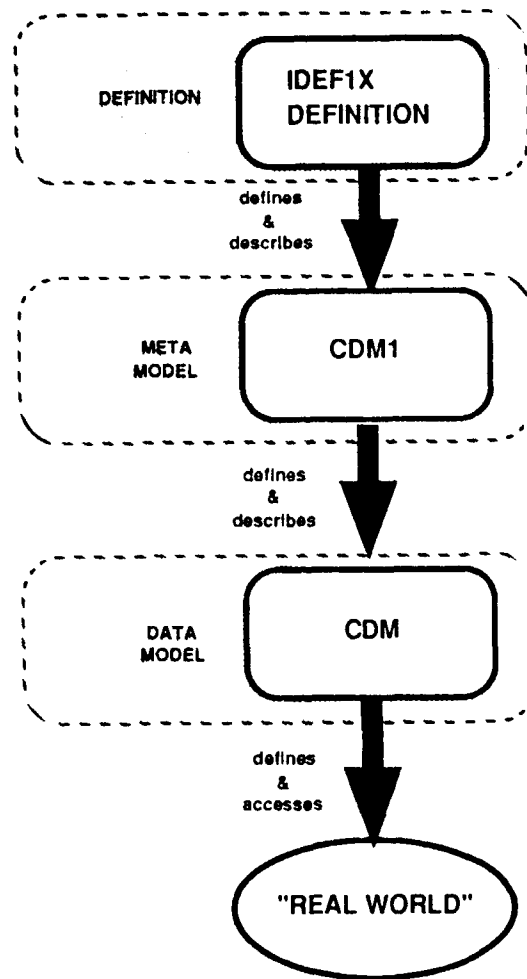 DEFINITION
IDEF1X
DEFINITION
defines
&
describes
META
MODEL
CDM1
defines
&
describes
DATA
MODEL
CDM
defines
&
accesses
"REAL WORLD"